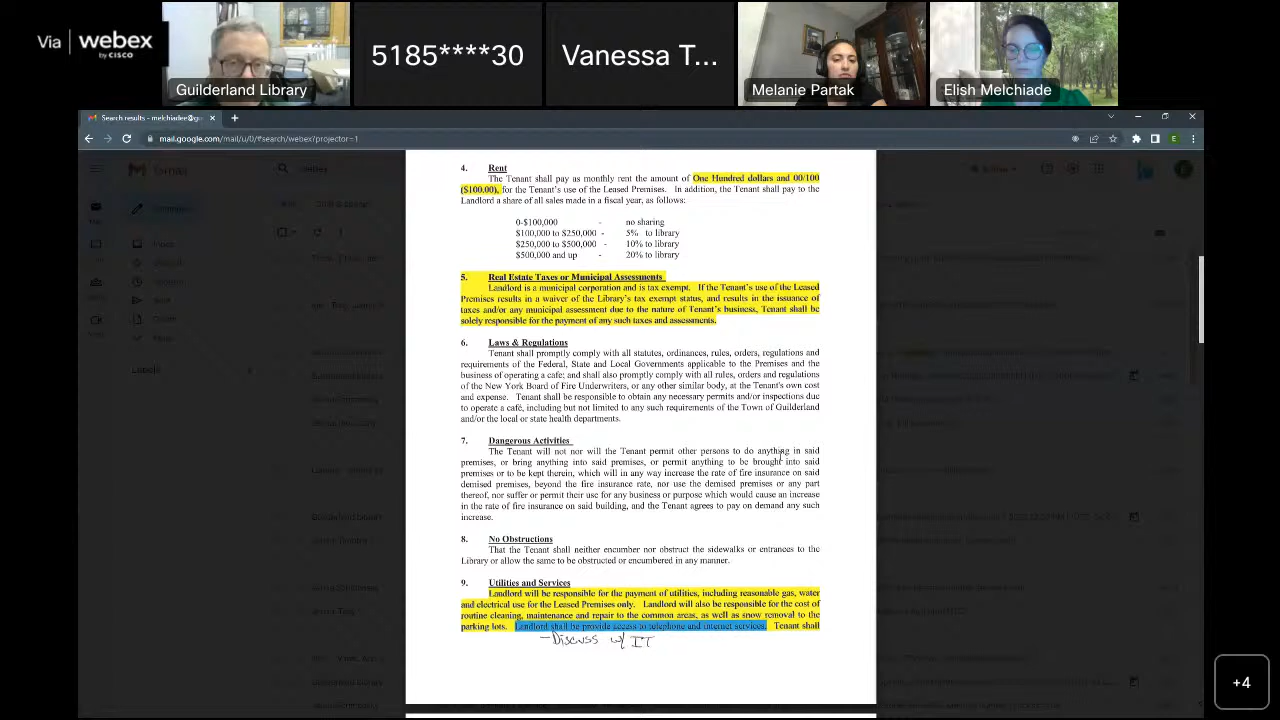 Via webex
by CISCO
Guilderland Library
5185****30
Vanessa T...
Melanie Partak
Elish Melchiade
Search results - melchiadee@g
mail.google.com/mail/u/0/#search/webex?projector=1
4. Rent
The Tenant shall pay as monthly rent the amount of One Hundred dollars and 00/100
($100.00), for the Tenant's use of the Leased Premises. In addition, the Tenant shall pay to the
Landlord a share of all sales made in a fiscal year, as follows:
0-$100,000 - no sharing
$100,000 to $250,000 - 5% to library
$250,000 to $500,000 - 10% to library
$500,000 and up - 20% to library
5. Real Estate Taxes or Municipal Assessments
Landlord is a municipal corporation and is tax exempt. If the Tenant's use of the Leased
Premises results in a waiver of the Library's tax exempt status, and results in the issuance of
taxes and/or any municipal assessment due to the nature of Tenant's business, Tenant shall be
solely responsible for the payment of any such taxes and assessments.
6. Laws & Regulations
Tenant shall promptly comply with all statutes, ordinances, rules, orders, regulations and
requirements of the Federal, State and Local Governments applicable to the Premises and the
business of operating a cafe; and shall also promptly comply with all rules, orders and regulations
of the New York Board of Fire Underwriters, or any other similar body, at the Tenant's own cost
and expense. Tenant shall be responsible to obtain any necessary permits and/or inspections due
to operate a café, including but not limited to any such requirements of the Town of Guilderland
and/or the local or state health departments.
7. Dangerous Activities
The Tenant will not nor will the Tenant permit other persons to do anything in said
premises, or bring anything into said premises, or permit anything to be brought into said
premises or to be kept therein, which will in any way increase the rate of fire insurance on said
demised premises, beyond the fire insurance rate, nor use the demised premises or any part
thereof, nor suffer or permit their use for any business or purpose which would cause an increase
in the rate of fire insurance on said building, and the Tenant agrees to pay on demand any such
increase.
8. No Obstructions
That the Tenant shall neither encumber nor obstruct the sidewalks or entrances to the
Library or allow the same to be obstructed or encumbered in any manner.
9. Utilities and Services
Landlord will be responsible for the payment of utilities, including reasonable gas, water
and electrical use for the Leased Premises only. Landlord will also be responsible for the cost of
routine cleaning, maintenance and repair to the common areas, as well as snow removal to the
parking lots. Landlord shall be provide access to telephone and internet services. Tenant shall
-Discuss w/ IT
+4